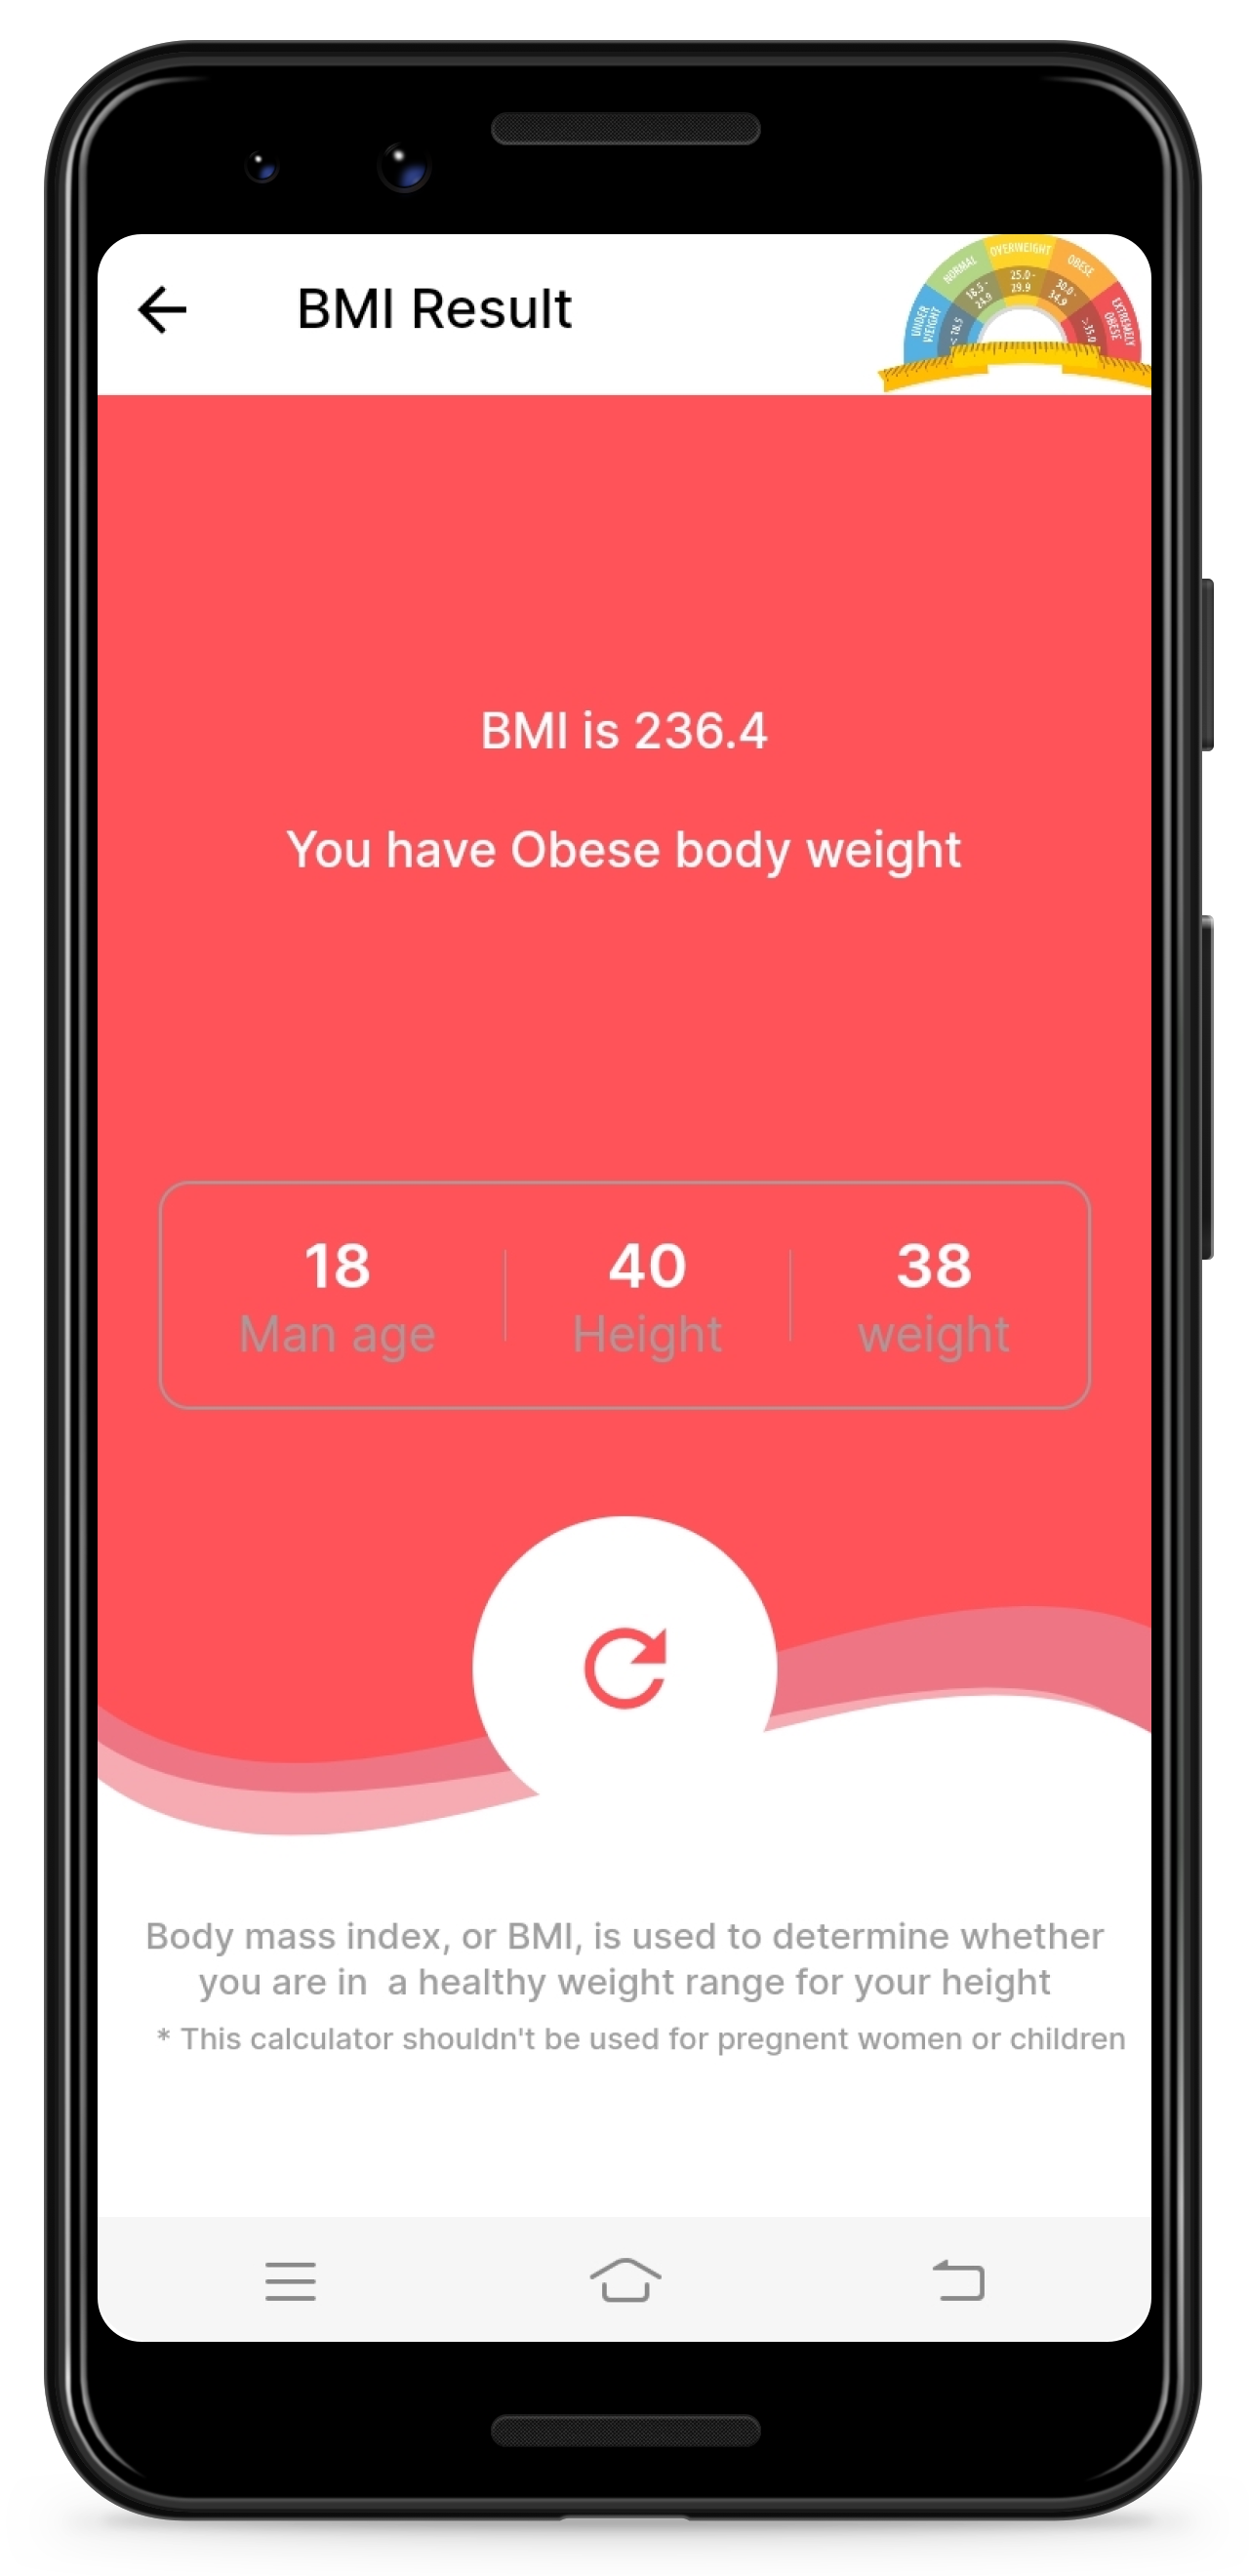 BMI Result
UNDER
WEIGHT
< 18.5
NORMAL
18.5 -
24.9
OVERWEIGHT
25.0 -
29.9
OBESE
30.0 -
34.9
EXTREMELY
OBESE
>35.0
BMI is 236.4
You have Obese body weight
18 40 38
Man age Height weight
Body mass index, or BMI, is used to determine whether
you are in  a healthy weight range for your height
* This calculator shouldn't be used for pregnent women or children